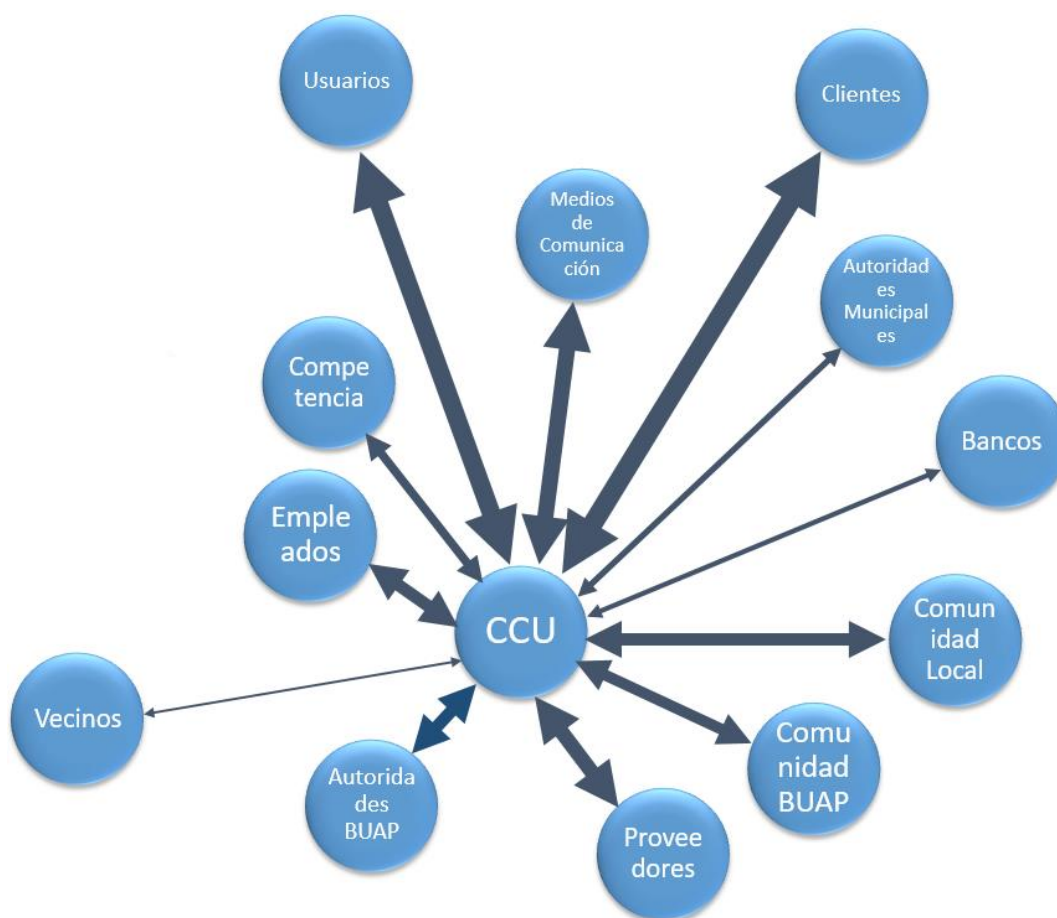 Usuarios
Clientes
Medios
de
Comunica
ción
Autoridad
es
Municipal
es
Compe
tencia
Bancos
Emple
ados
CCU
Comun
idad
Local
Vecinos
Comu
nidad
BUAP
Autorida
des
BUAP
Provee
dores